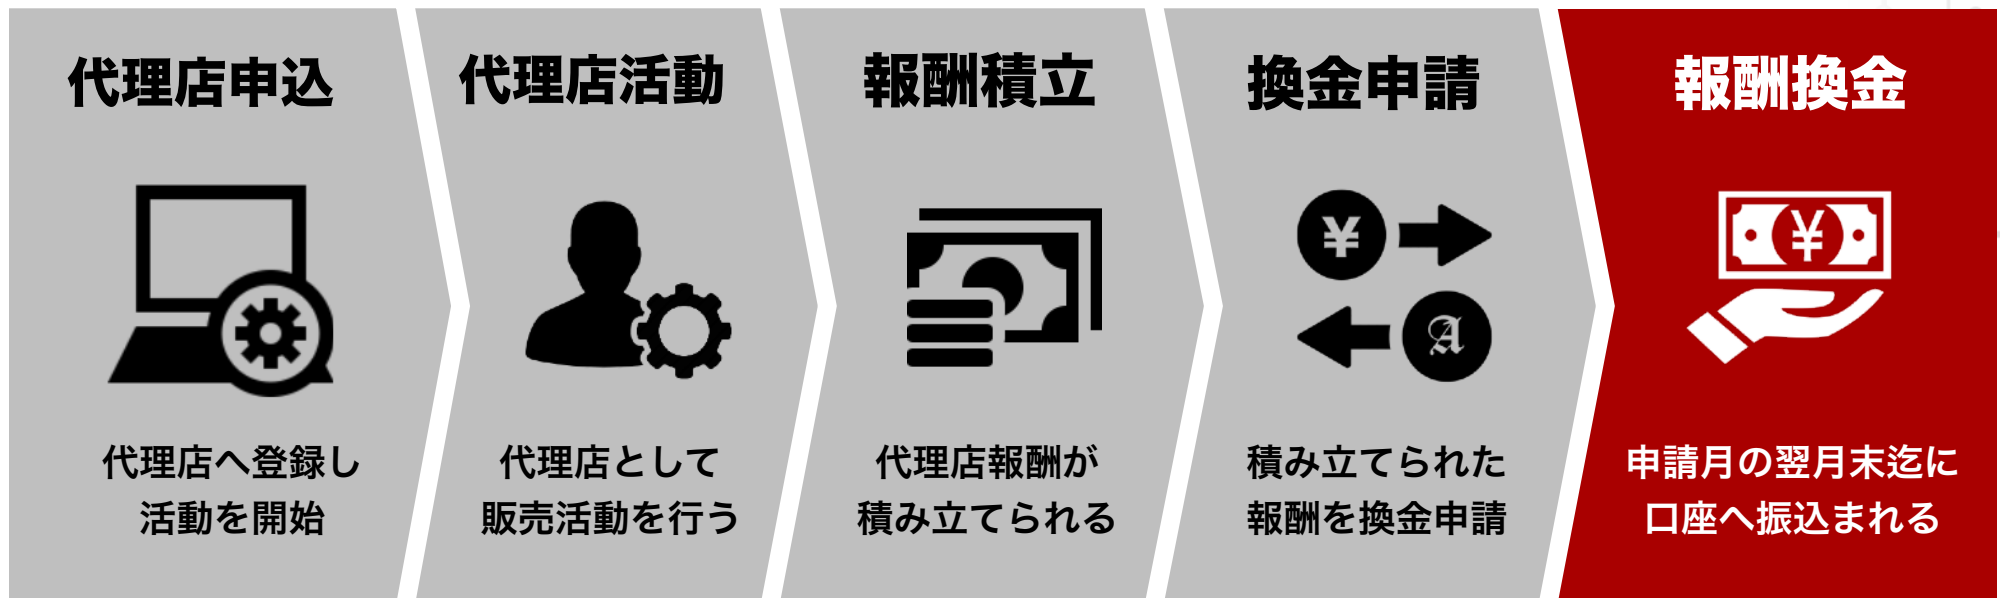 代理店申込
代理店へ登録し
活動を開始
代理店活動
代理店として
販売活動を行う
報酬積立
¥
代理店報酬が
積み立てられる
換金申請
¥
A
積み立てられた
報酬を換金申請
報酬換金
¥
申請月の翌月末迄に
口座へ振込まれる